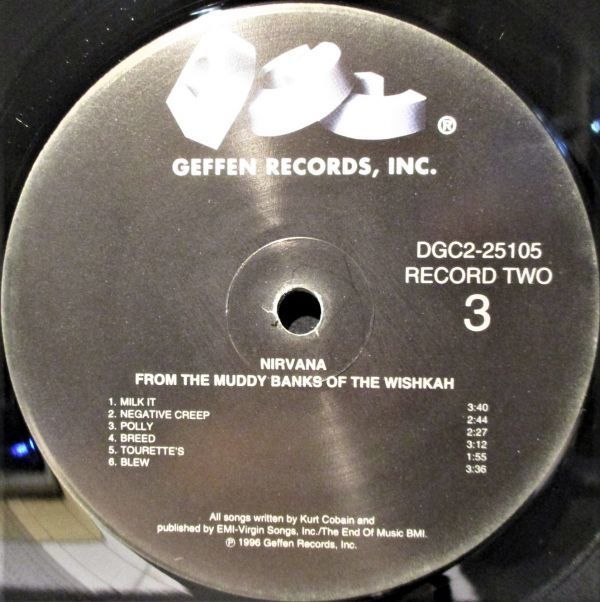 DGC
®
GEFFEN RECORDS, INC.
DGC2-25105
RECORD TWO
3
NIRVANA
FROM THE MUDDY BANKS OF THE WISHKAH
1. MILK IT 3:40
2. NEGATIVE CREEP 2:44
3. POLLY 2:27
4. BREED 3:12
5. TOURETTE'S 1:55
6. BLEW 3:36
All songs written by Kurt Cobain and
published by EMI-Virgin Songs, Inc./The End Of Music BMI.
℗ 1996 Geffen Records, Inc.